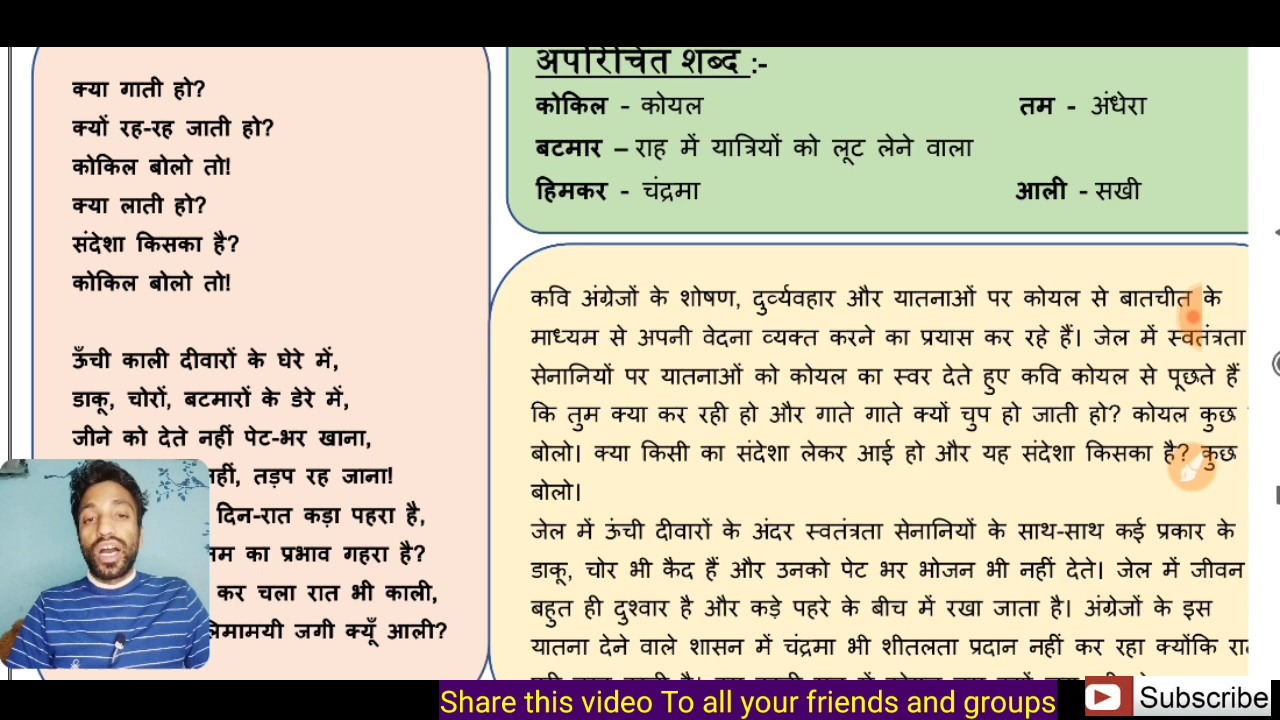 क्या गाती हो?
क्यों रह-रह जाती हो?
कोकिल बोलो तो!
क्या लाती हो?
संदेशा किसका है?
कोकिल बोलो तो!
ऊँची काली दीवारों के घेरे में,
डाकू, चोरों, बटमारों के डेरे में,
जीने को देते नहीं पेट-भर खाना,
नहीं, तड़प रह जाना!
दिन-रात कड़ा पहरा है,
का प्रभाव गहरा है?
कर चला रात भी काली,
जगी क्यूँ आली?
अपरिचित शब्द :-
कोकिल - कोयल तम - अंधेरा
बटमार – राह में यात्रियों को लूट लेने वाला
हिमकर - चंद्रमा आली - सखी
कवि अंग्रेजों के शोषण, दुर्व्यवहार और यातनाओं पर कोयल से बातचीत के
माध्यम से अपनी वेदना व्यक्त करने का प्रयास कर रहे हैं। जेल में स्वतंत्रता
सेनानियों पर यातनाओं को कोयल का स्वर देते हुए कवि कोयल से पूछते हैं
कि तुम क्या कर रही हो और गाते गाते क्यों चुप हो जाती हो? कोयल कुछ
बोलो। क्या किसी का संदेशा लेकर आई हो और यह संदेशा किसका है? कुछ
बोलो।
जेल में ऊंची दीवारों के अंदर स्वतंत्रता सेनानियों के साथ-साथ कई प्रकार के
डाकू, चोर भी कैद हैं और उनको पेट भर भोजन भी नहीं देते। जेल में जीवन
बहुत ही दुश्वार है और कड़े पहरे के बीच में रखा जाता है। अंग्रेजों के इस
यातना देने वाले शासन में चंद्रमा भी शीतलता प्रदान नहीं कर रहा क्योंकि
Share this video To all your friends and groups
Subscribe